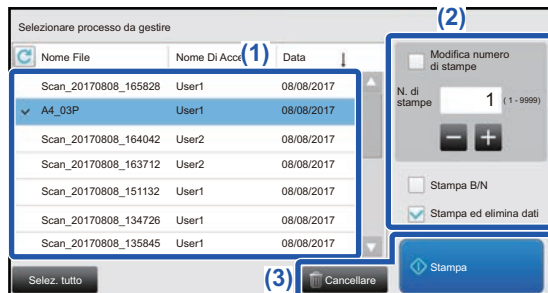 Selezionare processo da gestire
(2)
Nome File Nome Di Acce (1) Data
Scan_20170808_165828 User1 08/08/2017
A4_03P User1 08/08/2017
Scan_20170808_164042 User2 08/08/2017
Scan_20170808_163712 User2 08/08/2017
Scan_20170808_151132 User1 08/08/2017
Scan_20170808_134726 User1 08/08/2017
Scan_20170808_135845 User1 08/08/2017
Modifica numero
di stampe
N. di
stampe 1 (1 - 9999)
Stampa B/N
Stampa ed elimina dati
Selez. tutto (3) Cancellare Stampa